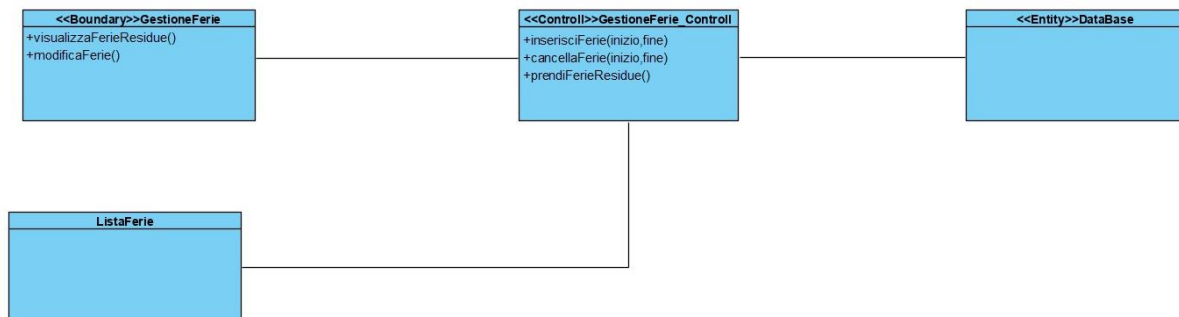 <<Boundary>>GestioneFerie
+visualizzaFerieResidue()
+modificaFerie()
<<Controll>>GestioneFerie_Controll
+inserisciFerie(inizio,fine)
+cancellaFerie(inizio,fine)
+prendiFerieResidue()
<<Entity>>DataBase
ListaFerie